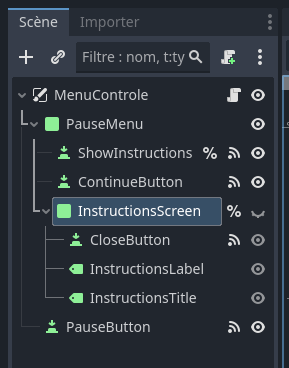 Scène Importer
Filtre : nom, t:ty
MenuControle
PauseMenu
ShowInstructions %
ContinueButton
InstructionsScreen %
CloseButton
InstructionsLabel
InstructionsTitle
PauseButton